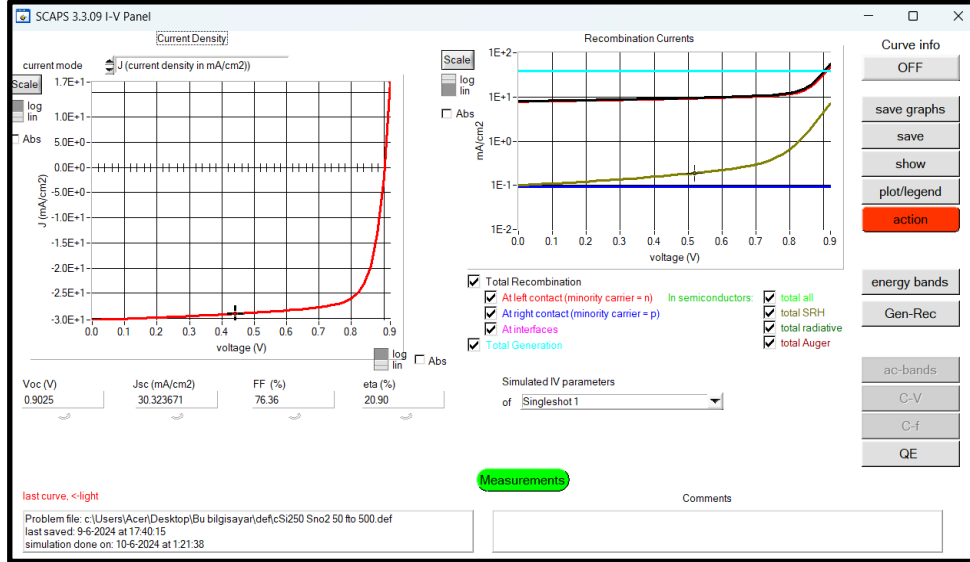 SCAPS 3.3.09 I-V Panel
Current Density
current mode
J (current density in mA/cm2))
Scale
log
lin
Abs
1.7E+1
1.0E+1
5.0E+0
0.0E+0
-5.0E+0
-1.0E+1
-1.5E+1
-2.0E+1
-2.5E+1
-3.0E+1
J (mA/cm2)
0.0 0.1 0.2 0.3 0.4 0.5 0.6 0.7 0.8 0.9
voltage (V)
log
lin
Abs
Recombination Currents
Scale
log
lin
Abs
1E+2
1E+1
1E+0
1E-1
1E-2
mA/cm2
0.0 0.1 0.2 0.3 0.4 0.5 0.6 0.7 0.8 0.9
voltage (V)
Total Recombination
At left contact (minority carrier = n)
At right contact (minority carrier = p)
At interfaces
Total Generation
In semiconductors:
total all
total SRH
total radiative
total Auger
Voc (V) Jsc (mA/cm2) FF (%) eta (%)
0.9025 30.323671 76.36 20.90
Simulated IV parameters
of Singleshot 1
Measurements
last curve, <-light
Problem file: c:\Users\Acer\Desktop\Bu bilgisayar\def\cSi250 Sno2 50 fto 500.def
last saved: 9-6-2024 at 17:40:15
simulation done on: 10-6-2024 at 1:21:38
Comments
Curve info
OFF
save graphs
save
show
plot/legend
action
energy bands
Gen-Rec
ac-bands
C-V
C-f
QE